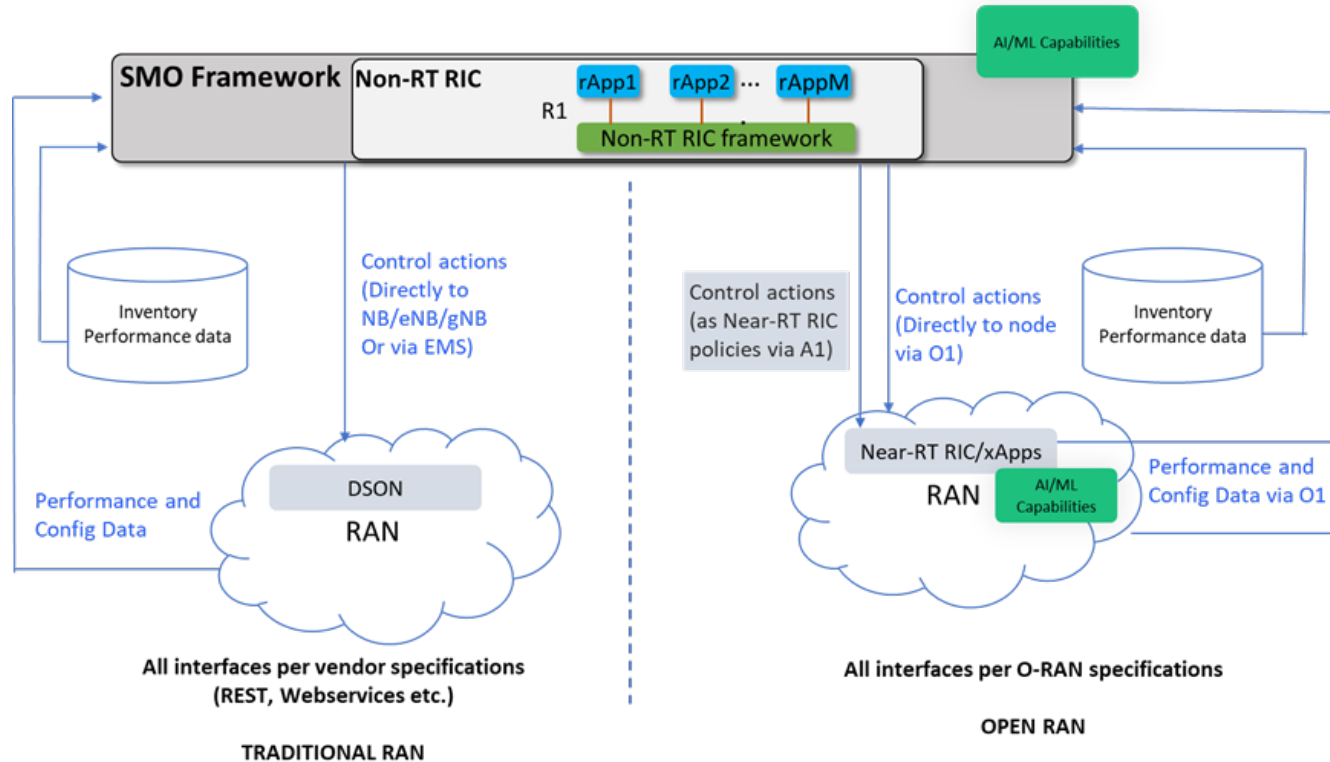 AI/ML Capabilities
SMO Framework
Non-RT RIC
rApp1
rApp2
...
rAppM
R1
.
Non-RT RIC framework
Inventory
Performance data
Control actions
(Directly to
NB/eNB/gNB
Or via EMS)
Control actions
(as Near-RT RIC
policies via A1)
Control actions
(Directly to node
via O1)
Inventory
Performance data
Performance and
Config Data
DSON
RAN
Near-RT RIC/xApps
RAN
AI/ML
Capabilities
Performance and
Config Data via O1
All interfaces per vendor specifications
(REST, Webservices etc.)
TRADITIONAL RAN
All interfaces per O-RAN specifications
OPEN RAN